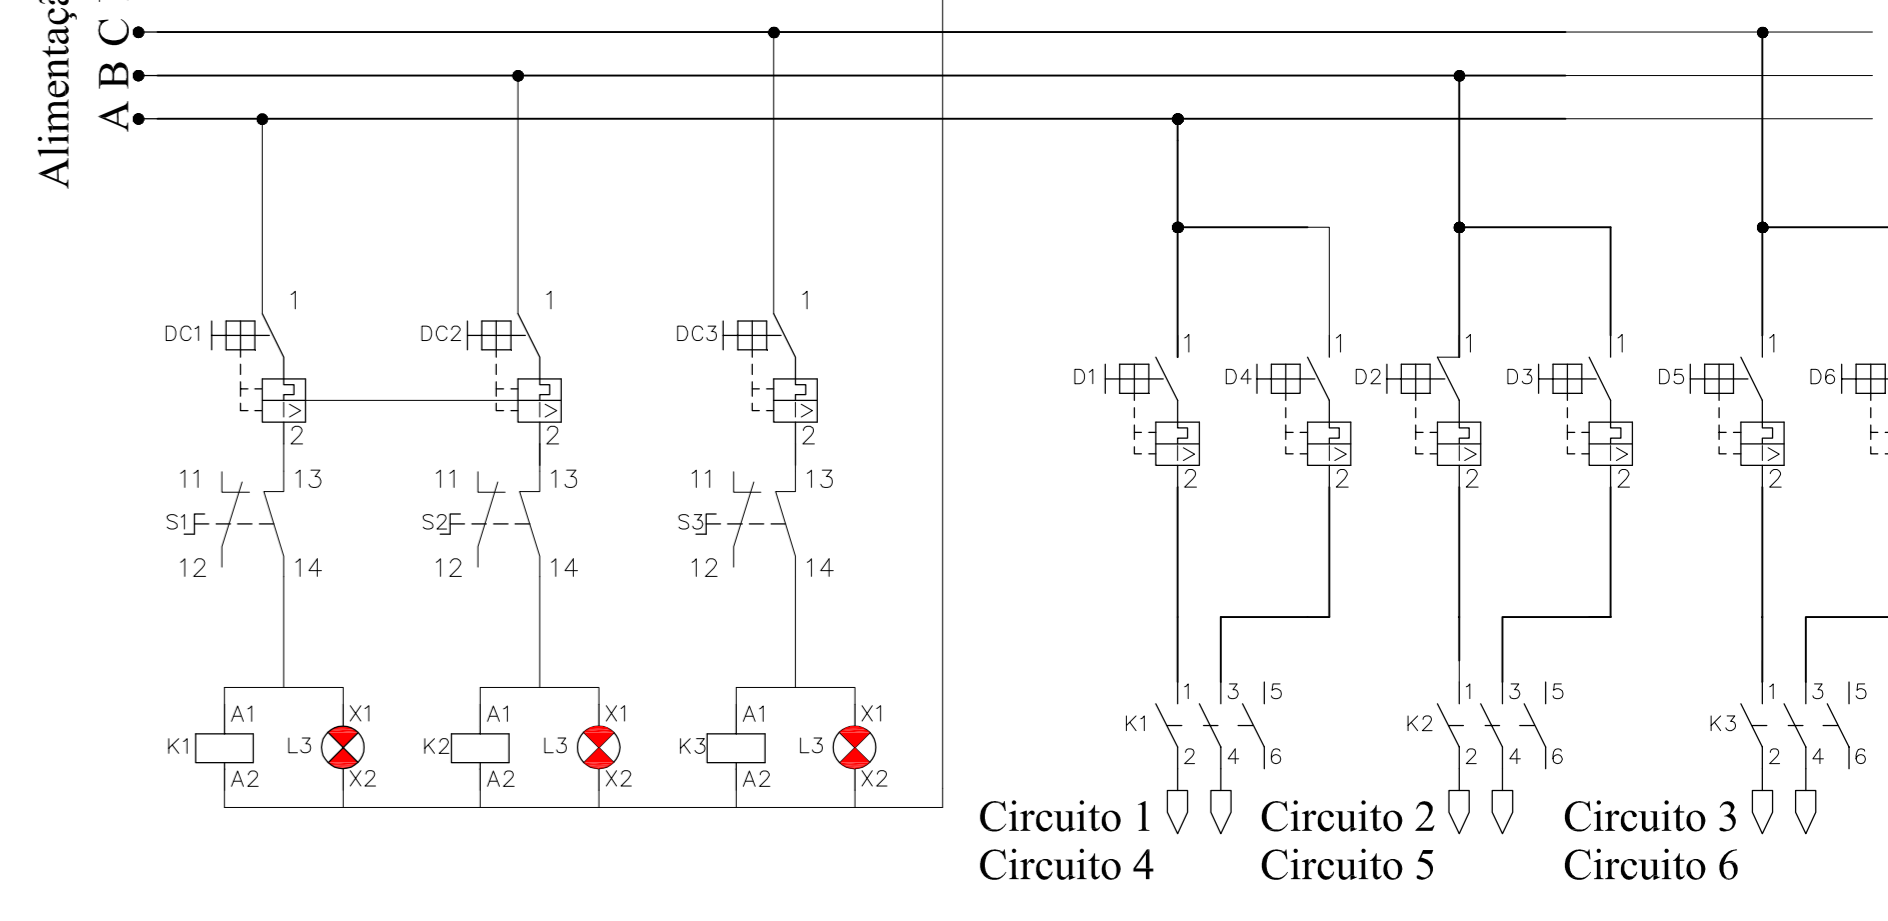 Alimentaçã
C
B
A
1 1 1
DC1 DC2 DC3
1 1 1 1 1
D1 D4 D2 D3 D5 D6
I> I> I>
2 2 2
I> I> I> I> I>
2 2 2 2 2
11 13 11 13 11 13
S1 S2 S3
12 14 12 14 12 14
1 3 5 1 3 5 1 3 5
A1 X1 A1 X1 A1 X1
K1 K2 K3
K1 L3 K2 L3 K3 L3
2 4 6 2 4 6 2 4 6
A2 X2 A2 X2 A2 X2
Circuito 1 Circuito 2 Circuito 3
Circuito 4 Circuito 5 Circuito 6